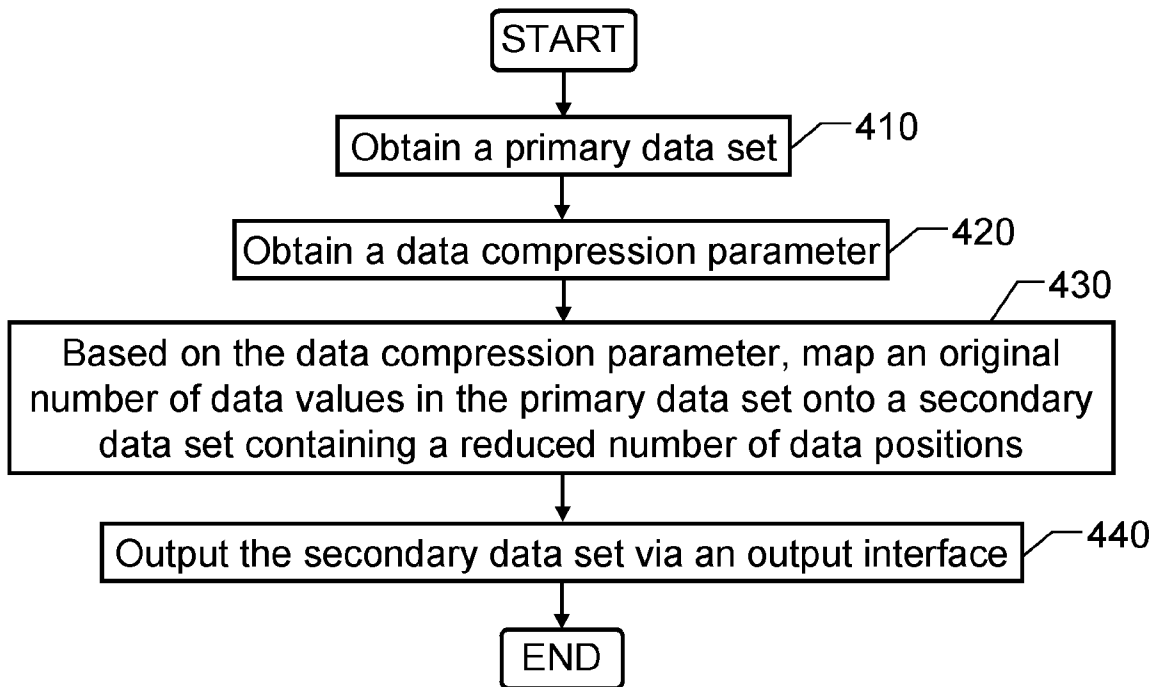 START
Obtain a primary data set
410
Obtain a data compression parameter
420
430
Based on the data compression parameter, map an original
number of data values in the primary data set onto a secondary
data set containing a reduced number of data positions
Output the secondary data set via an output interface
440
END